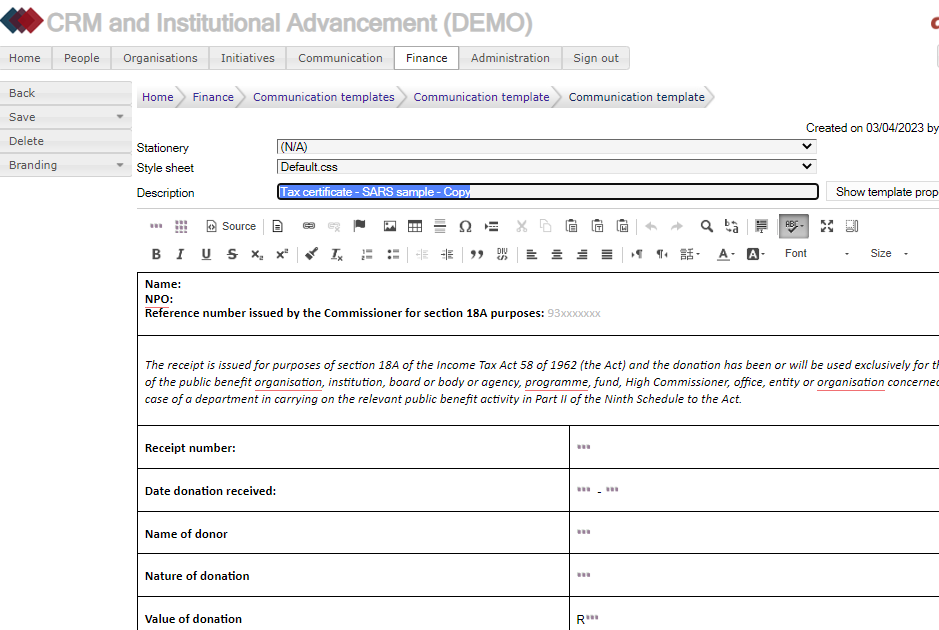 CRM and Institutional Advancement (DEMO)
Home People Organisations Initiatives Communication Finance Administration Sign out
Back
Save
Delete
Branding
Home Finance Communication templates Communication template Communication template
Created on 03/04/2023 by
Stationery (N/A)
Style sheet Default.css
Description Tax certificate - SARS sample - Copy Show template prop
Source
ABC
B I U S x₂ x² Ix DIV A A Font Size
Name:
NPO:
Reference number issued by the Commissioner for section 18A purposes: 93xxxxxxx
The receipt is issued for purposes of section 18A of the Income Tax Act 58 of 1962 (the Act) and the donation has been or will be used exclusively for th
of the public benefit organisation, institution, board or body or agency, programme, fund, High Commissioner, office, entity or organisation concerned
case of a department in carrying on the relevant public benefit activity in Part II of the Ninth Schedule to the Act.
Receipt number:
Date donation received: -
Name of donor
Nature of donation
Value of donation R